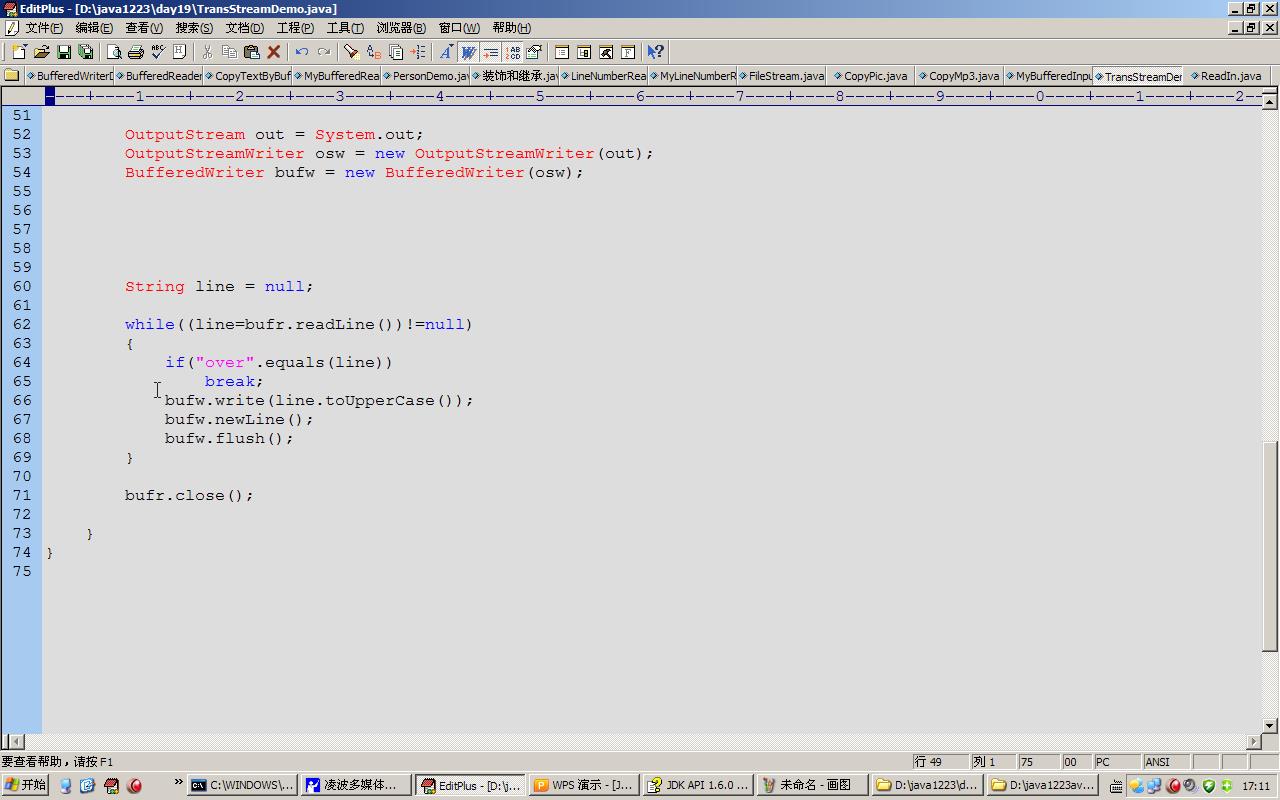 EditPlus - [D:\java1223\day19\TransStreamDemo.java]
文件(F) 编辑(E) 查看(V) 搜索(S) 文档(D) 工程(P) 工具(T) 浏览器(B) 窗口(W) 帮助(H)
BufferedWriterD BufferedReader CopyTextByBuf MyBufferedRea PersonDemo.jav 装饰和继承.jav LineNumberRea MyLineNumberR FileStream.java CopyPic.java CopyMp3.java MyBufferedInpu TransStreamDer ReadIn.java
----+----1----+----2----+----3----+----4----+----5----+----6----+----7----+----8----+----9----+----0----+----1----+----2--
51
52 OutputStream out = System.out;
53 OutputStreamWriter osw = new OutputStreamWriter(out);
54 BufferedWriter bufw = new BufferedWriter(osw);
55
56
57
58
59
60 String line = null;
61
62 while((line=bufr.readLine())!=null)
63 {
64 if("over".equals(line))
65 break;
66 bufw.write(line.toUpperCase());
67 bufw.newLine();
68 bufw.flush();
69 }
70
71 bufr.close();
72
73 }
74 }
75
要查看帮助，请按 F1 行 49 列 1 75 00 PC ANSI
开始 » C:\WINDOWS\... 凌波多媒体... EditPlus - [D:\j... WPS 演示 - [J... JDK API 1.6.0 ... 未命名 - 画图 D:\java1223\d... D:\java1223av... 17:11